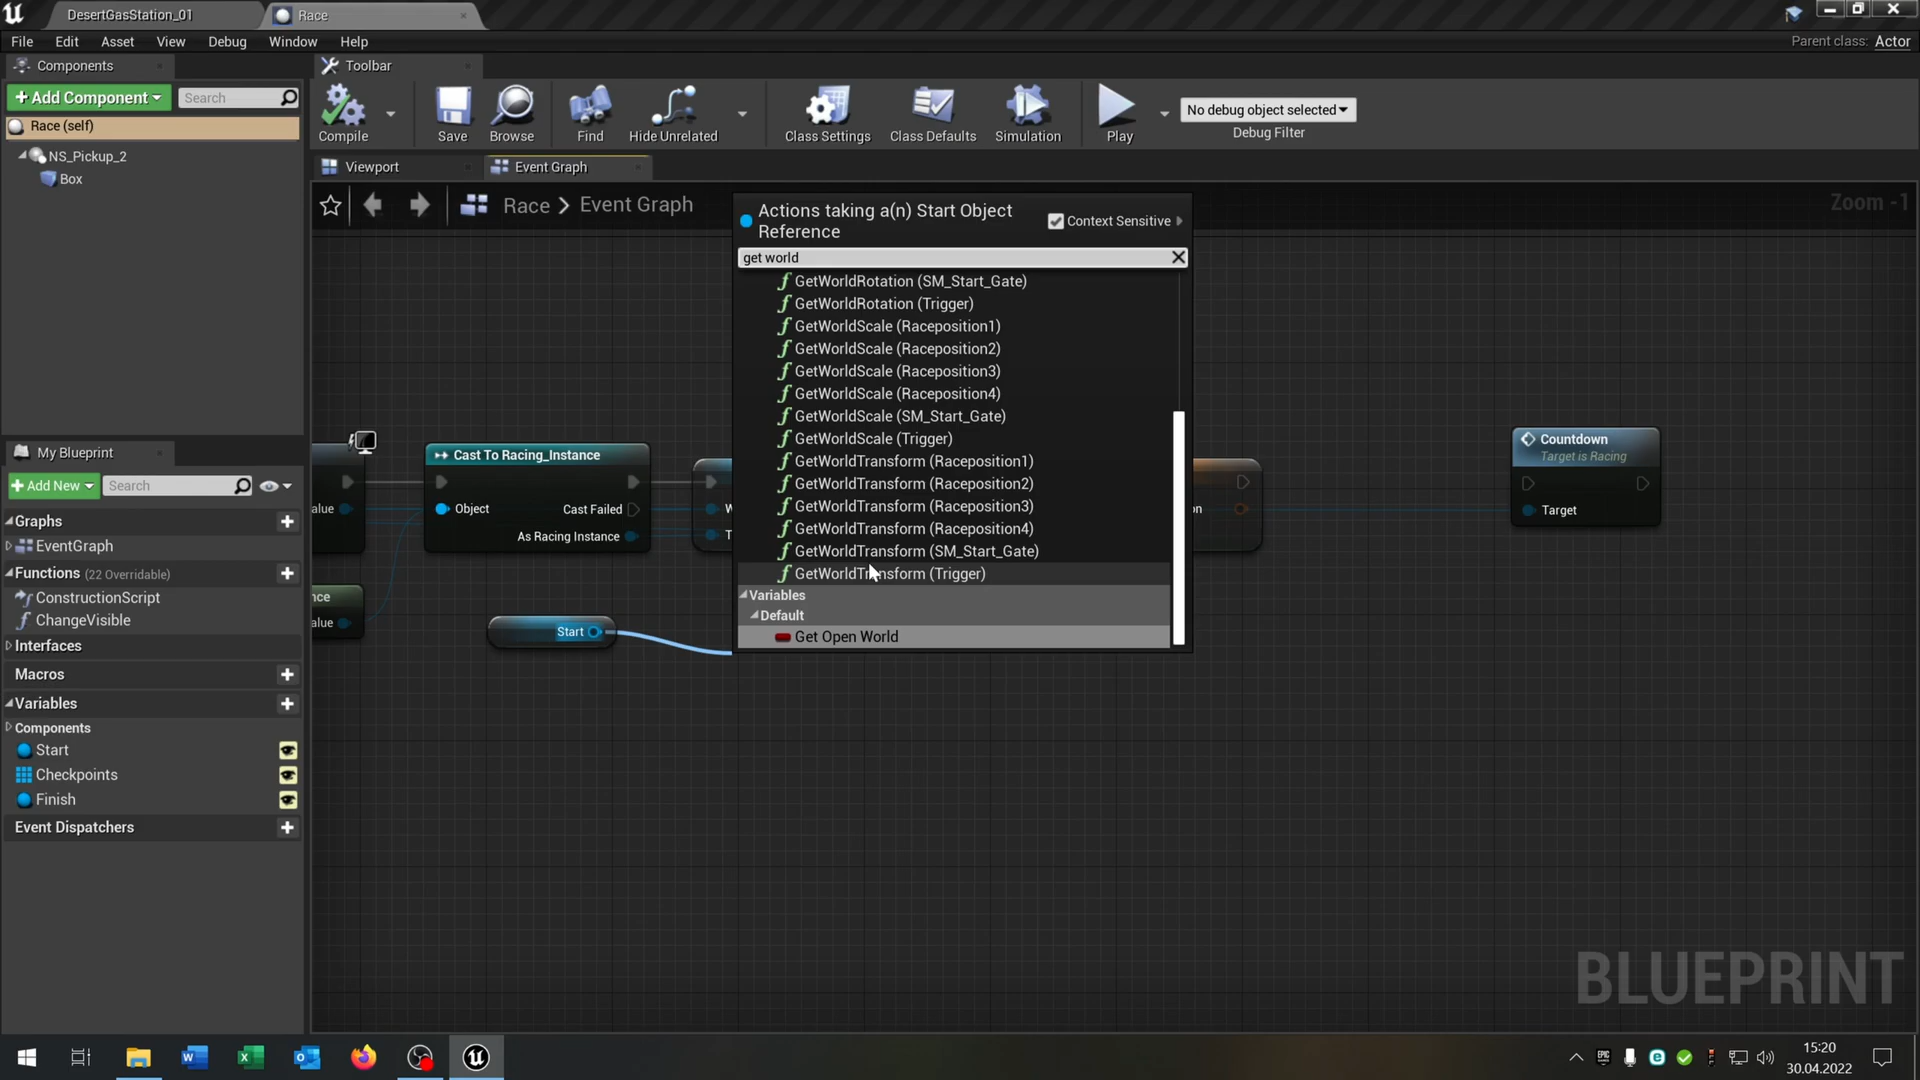 DesertGasStation_01
Race
File Edit Asset View Debug Window Help
Parent class: Actor
Components
Toolbar
+ Add Component
Search
Race (self)
NS_Pickup_2
Box
Compile
Save
Browse
Find
Hide Unrelated
Class Settings
Class Defaults
Simulation
Play
No debug object selected
Debug Filter
Viewport
Event Graph
Race > Event Graph
Zoom -1
Actions taking a(n) Start Object
Reference
Context Sensitive
get world
GetWorldRotation (SM_Start_Gate)
GetWorldRotation (Trigger)
GetWorldScale (Raceposition1)
GetWorldScale (Raceposition2)
GetWorldScale (Raceposition3)
GetWorldScale (Raceposition4)
GetWorldScale (SM_Start_Gate)
GetWorldScale (Trigger)
GetWorldTransform (Raceposition1)
GetWorldTransform (Raceposition2)
GetWorldTransform (Raceposition3)
GetWorldTransform (Raceposition4)
GetWorldTransform (SM_Start_Gate)
GetWorldTransform (Trigger)
Variables
Default
Get Open World
alue
Cast To Racing_Instance
Object
Cast Failed
As Racing Instance
W
T
on
Countdown
Target is Racing
Target
nce
alue
Start
My Blueprint
+ Add New
Search
Graphs
EventGraph
Functions (22 Overridable)
ConstructionScript
ChangeVisible
Interfaces
Macros
Variables
Components
Start
Checkpoints
Finish
Event Dispatchers
BLUEPRINT
15:20
30.04.2022